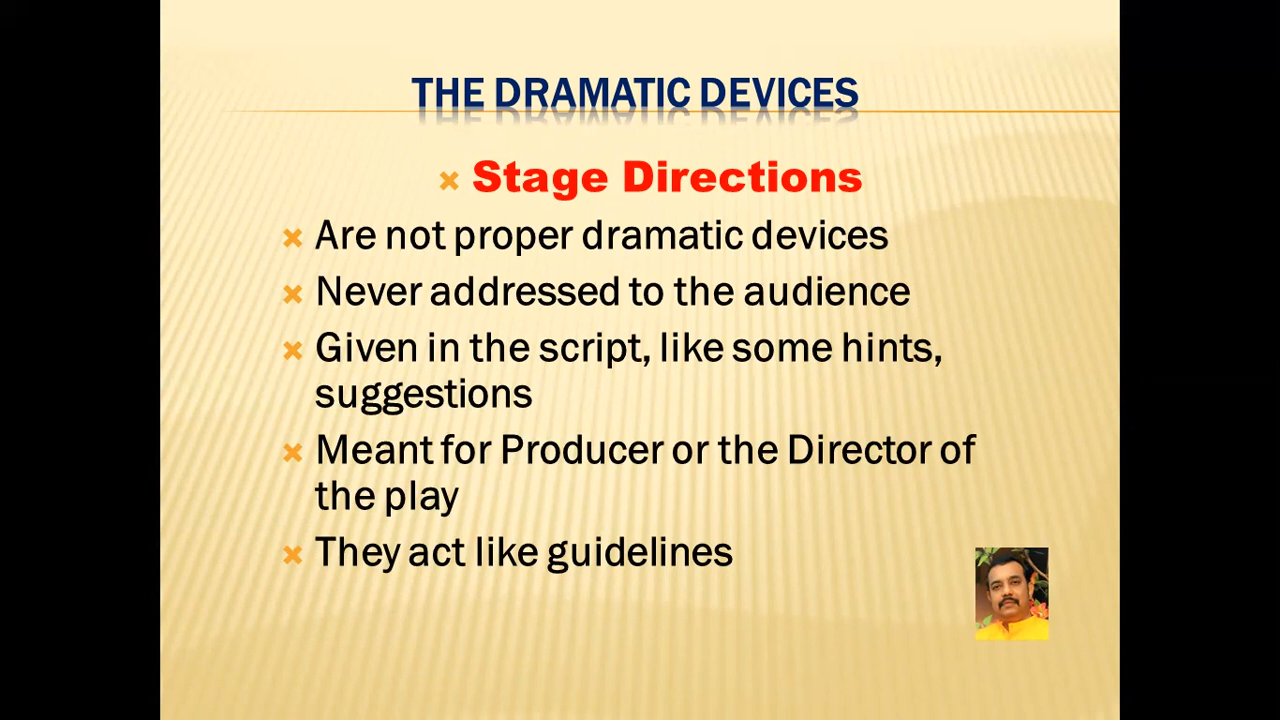 THE DRAMATIC DEVICES
Stage Directions
Are not proper dramatic devices
Never addressed to the audience
Given in the script, like some hints,
suggestions
Meant for Producer or the Director of
the play
They act like guidelines